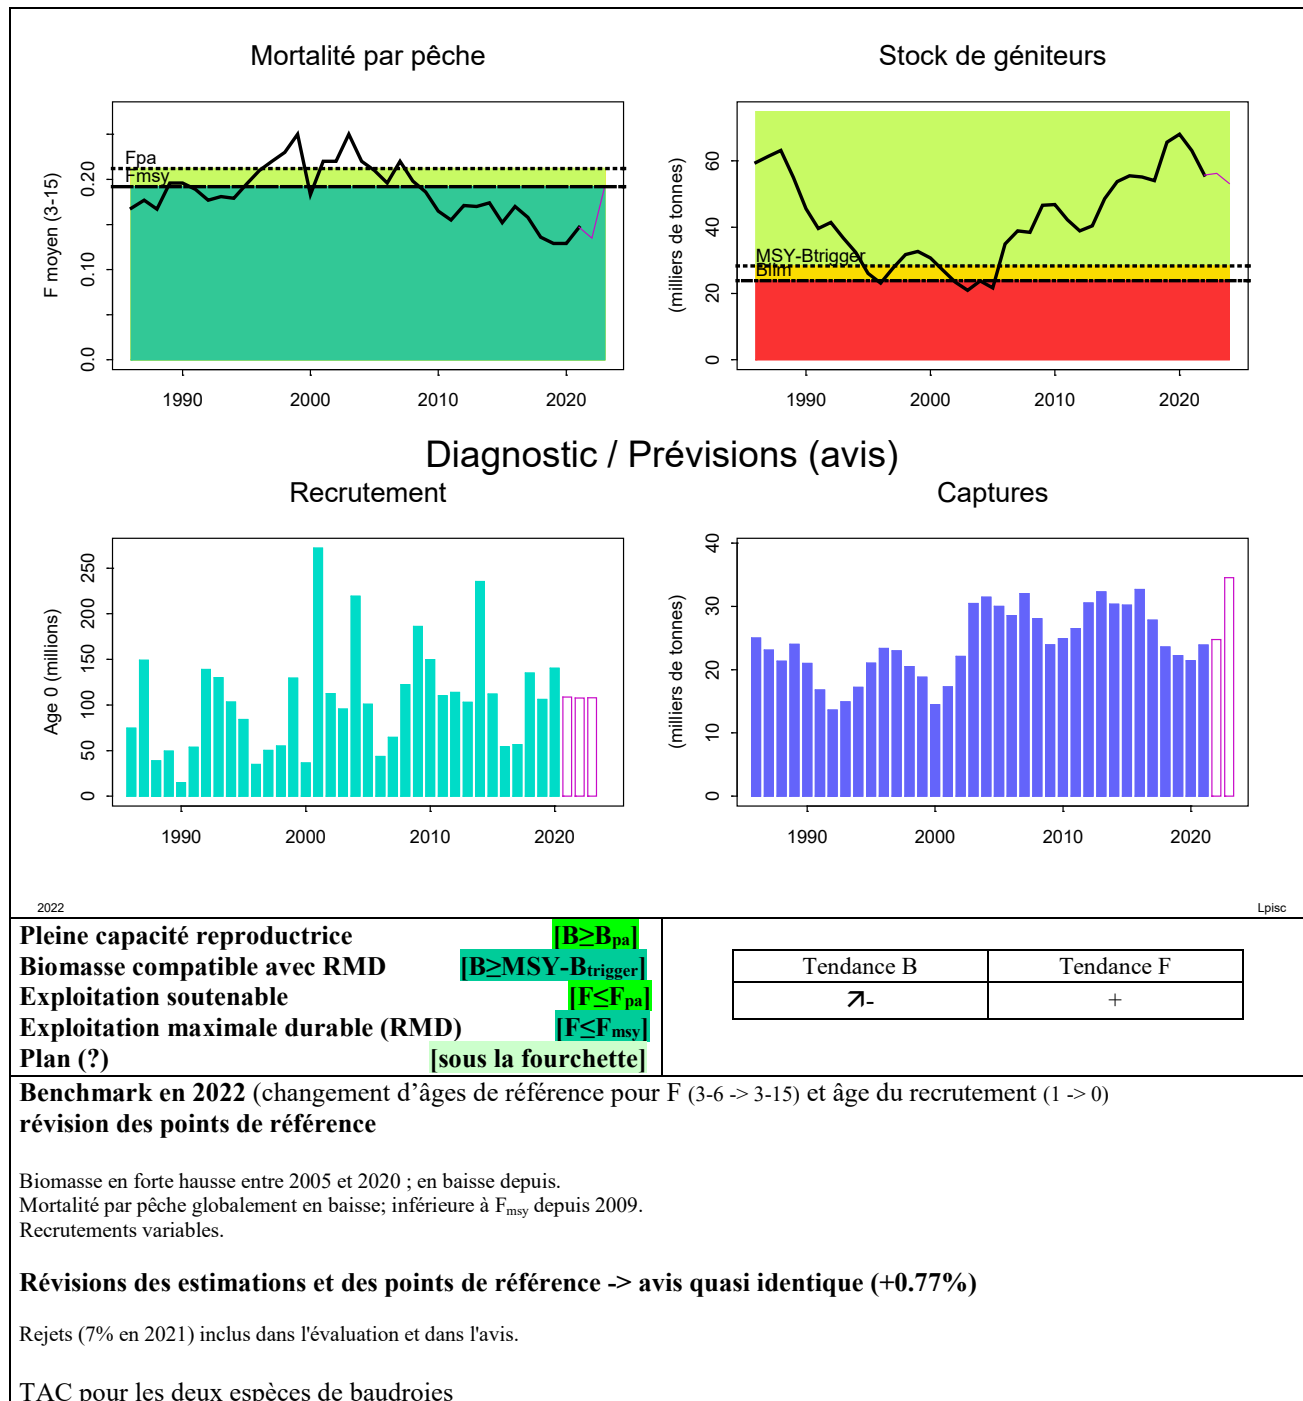 Mortalité par pêche
Stock de géniteurs
F moyen (3-15)
0.0
0.10
0.20
Fpa
Fmsy
1990
2000
2010
2020
(milliers de tonnes)
0
20
40
60
MSY-Btrigger
Blim
1990
2000
2010
2020
Diagnostic / Prévisions (avis)
Recrutement
Captures
Age 0 (millions)
0
50
100
150
200
250
1990
2000
2010
2020
(milliers de tonnes)
0
10
20
30
40
1990
2000
2010
2020
2022
Lpisc
Pleine capacité reproductrice [B≥Bpa]
Biomasse compatible avec RMD [B≥MSY-Btrigger]
Exploitation soutenable [F≤Fpa]
Exploitation maximale durable (RMD) [F≤Fmsy]
Plan (?) [sous la fourchette]
Tendance B Tendance F
↗- +
Benchmark en 2022 (changement d'âges de référence pour F (3-6 -> 3-15) et âge du recrutement (1 -> 0)
révision des points de référence
Biomasse en forte hausse entre 2005 et 2020 ; en baisse depuis.
Mortalité par pêche globalement en baisse; inférieure à Fmsy depuis 2009.
Recrutements variables.
Révisions des estimations et des points de référence -> avis quasi identique (+0.77%)
Rejets (7% en 2021) inclus dans l'évaluation et dans l'avis.
TAC pour les deux espèces de baudroies